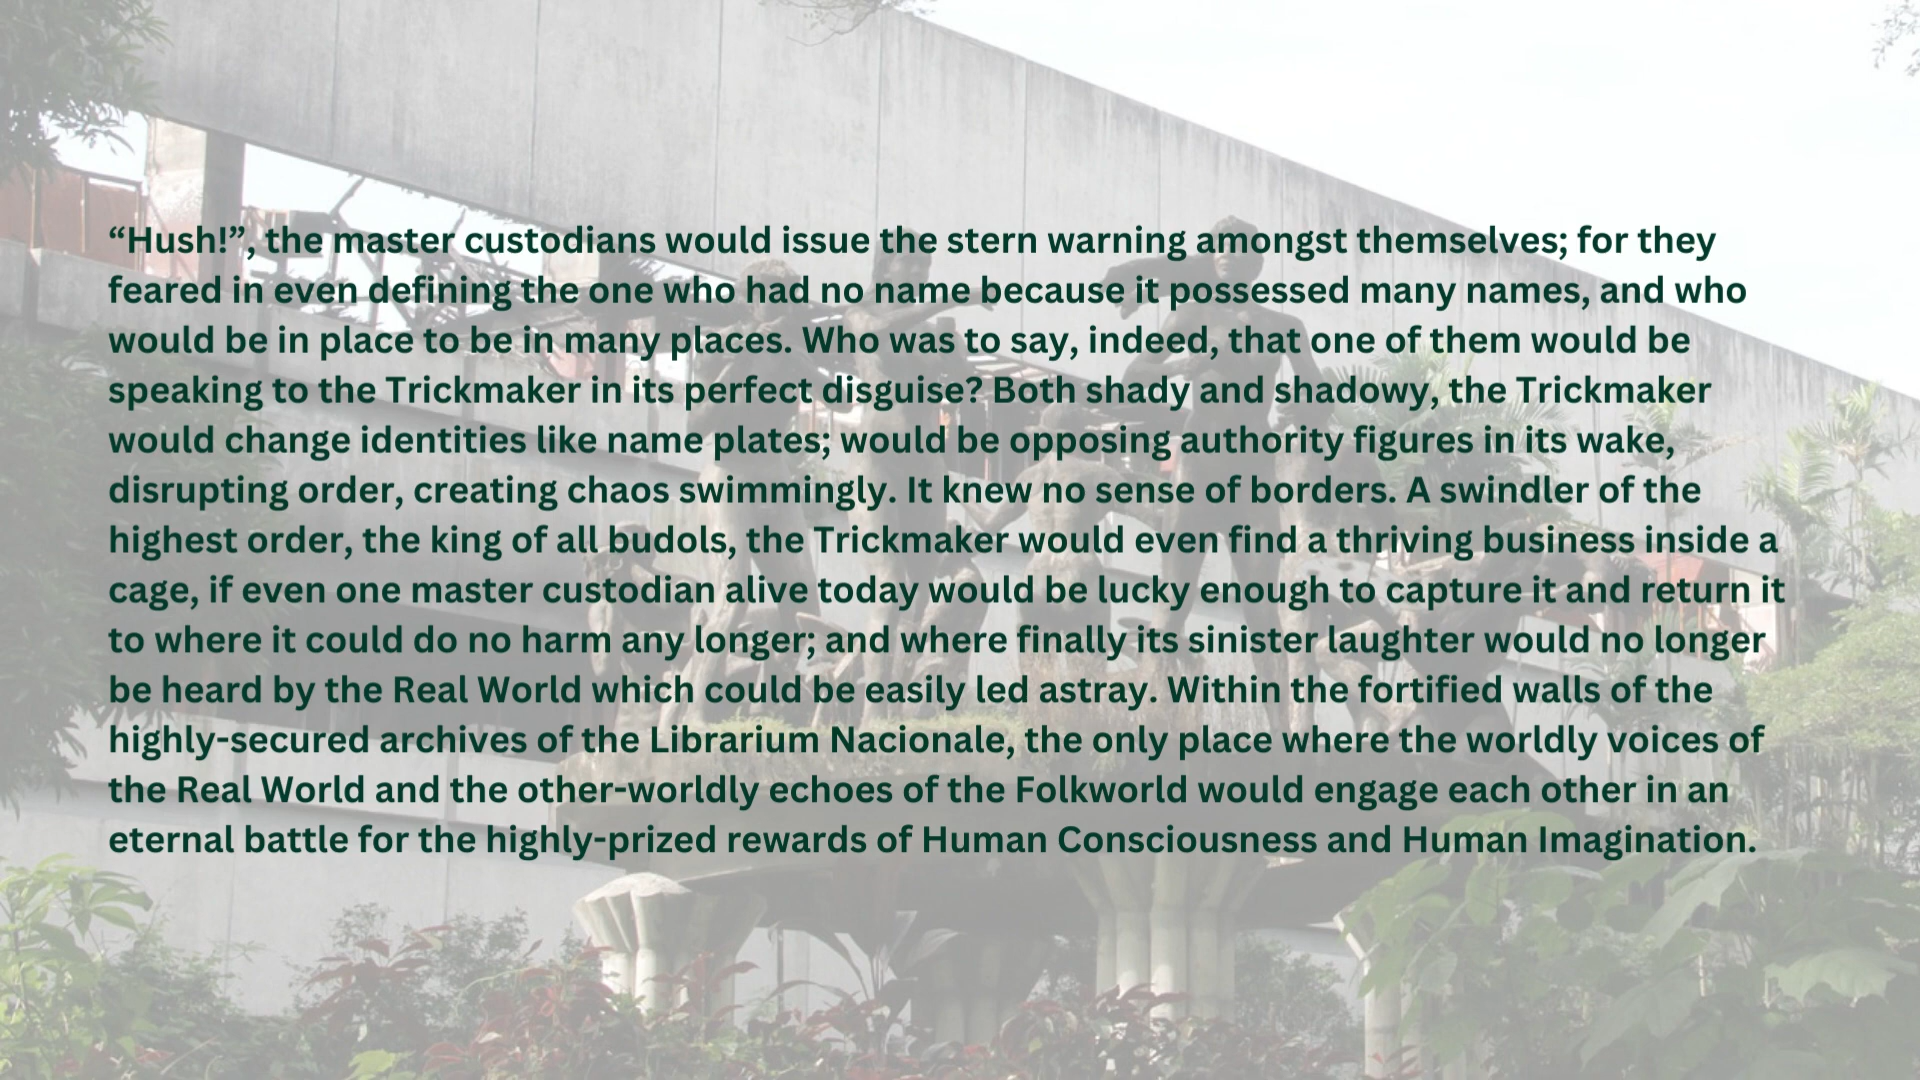 “Hush!”, the master custodians would issue the stern warning amongst themselves; for they
feared in even defining the one who had no name because it possessed many names, and who
would be in place to be in many places. Who was to say, indeed, that one of them would be
speaking to the Trickmaker in its perfect disguise? Both shady and shadowy, the Trickmaker
would change identities like name plates; would be opposing authority figures in its wake,
disrupting order, creating chaos swimmingly. It knew no sense of borders. A swindler of the
highest order, the king of all budols, the Trickmaker would even find a thriving business inside a
cage, if even one master custodian alive today would be lucky enough to capture it and return it
to where it could do no harm any longer; and where finally its sinister laughter would no longer
be heard by the Real World which could be easily led astray. Within the fortified walls of the
highly-secured archives of the Librarium Nacionale, the only place where the worldly voices of
the Real World and the other-worldly echoes of the Folkworld would engage each other in an
eternal battle for the highly-prized rewards of Human Consciousness and Human Imagination.